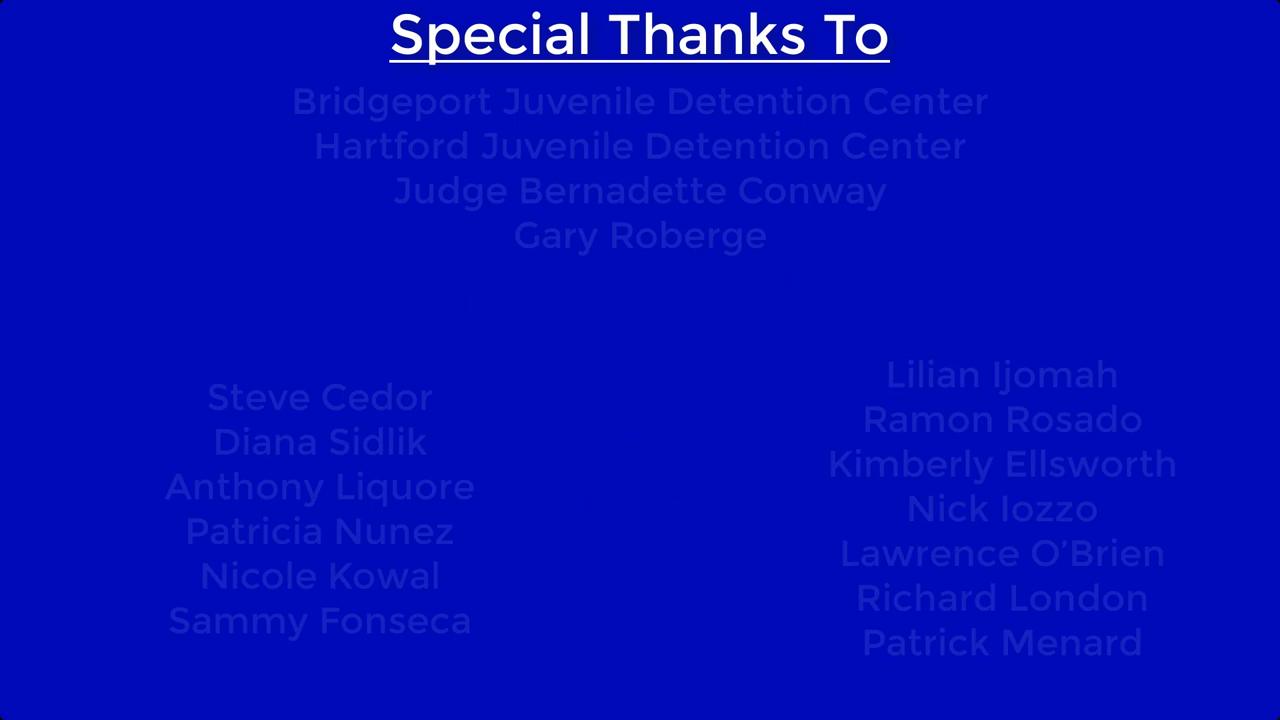 Special Thanks To
Bridgeport Juvenile Detention Center
Hartford Juvenile Detention Center
Judge Bernadette Conway
Gary Roberge
Steve Cedor
Diana Sidlik
Anthony Liquore
Patricia Nunez
Nicole Kowal
Sammy Fonseca
Lilian Ijomah
Ramon Rosado
Kimberly Ellsworth
Nick Iozzo
Lawrence O’Brien
Richard London
Patrick Menard